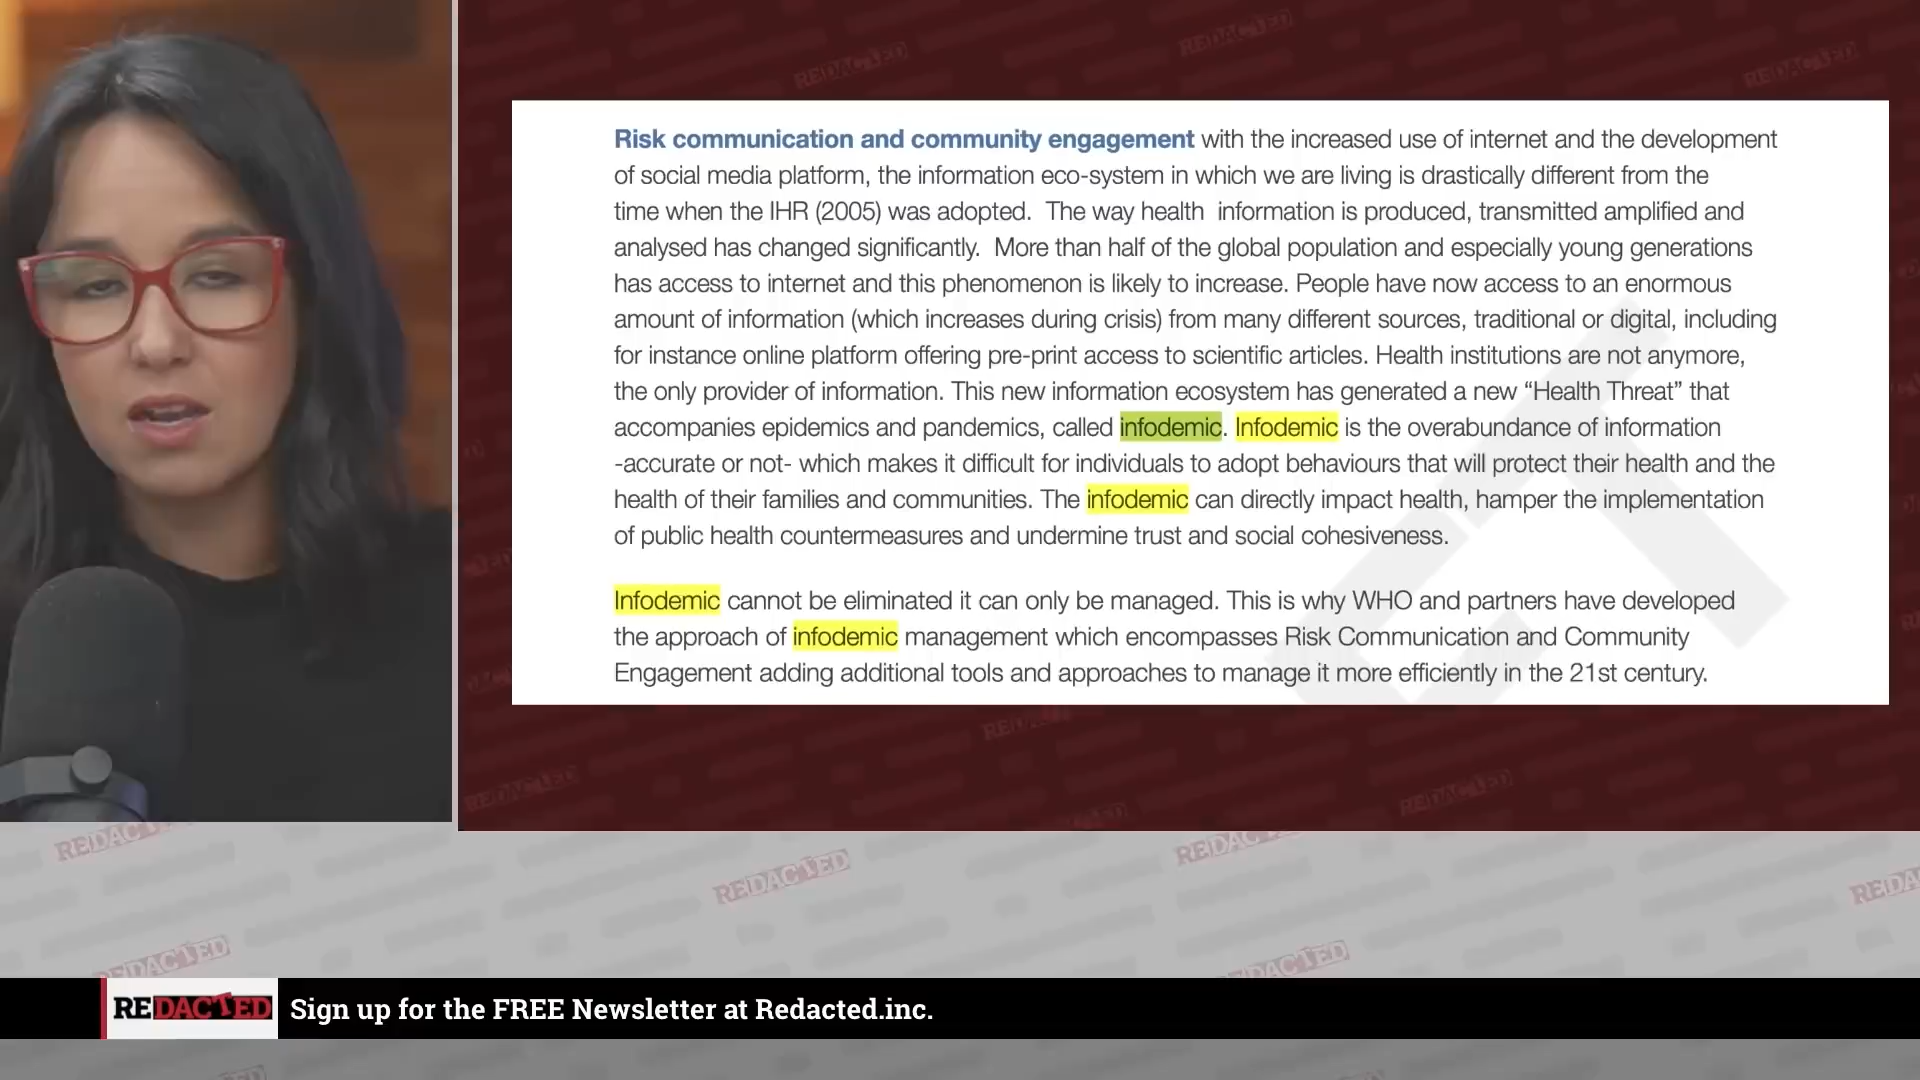 REDACTED
REDACTED
REDACTED
Risk communication and community engagement with the increased use of internet and the development
of social media platform, the information eco-system in which we are living is drastically different from the
time when the IHR (2005) was adopted. The way health information is produced, transmitted amplified and
analysed has changed significantly. More than half of the global population and especially young generations
has access to internet and this phenomenon is likely to increase. People have now access to an enormous
amount of information (which increases during crisis) from many different sources, traditional or digital, including
for instance online platform offering pre-print access to scientific articles. Health institutions are not anymore,
the only provider of information. This new information ecosystem has generated a new “Health Threat” that
accompanies epidemics and pandemics, called infodemic. Infodemic is the overabundance of information
-accurate or not- which makes it difficult for individuals to adopt behaviours that will protect their health and the
health of their families and communities. The infodemic can directly impact health, hamper the implementation
of public health countermeasures and undermine trust and social cohesiveness.
Infodemic cannot be eliminated it can only be managed. This is why WHO and partners have developed
the approach of infodemic management which encompasses Risk Communication and Community
Engagement adding additional tools and approaches to manage it more efficiently in the 21st century.
REDACTED
REDACTED
REDACTED
REDACTED
REDACTED
REDACTED
REDACTED
REDACTED Sign up for the FREE Newsletter at Redacted.inc.
REDACTED